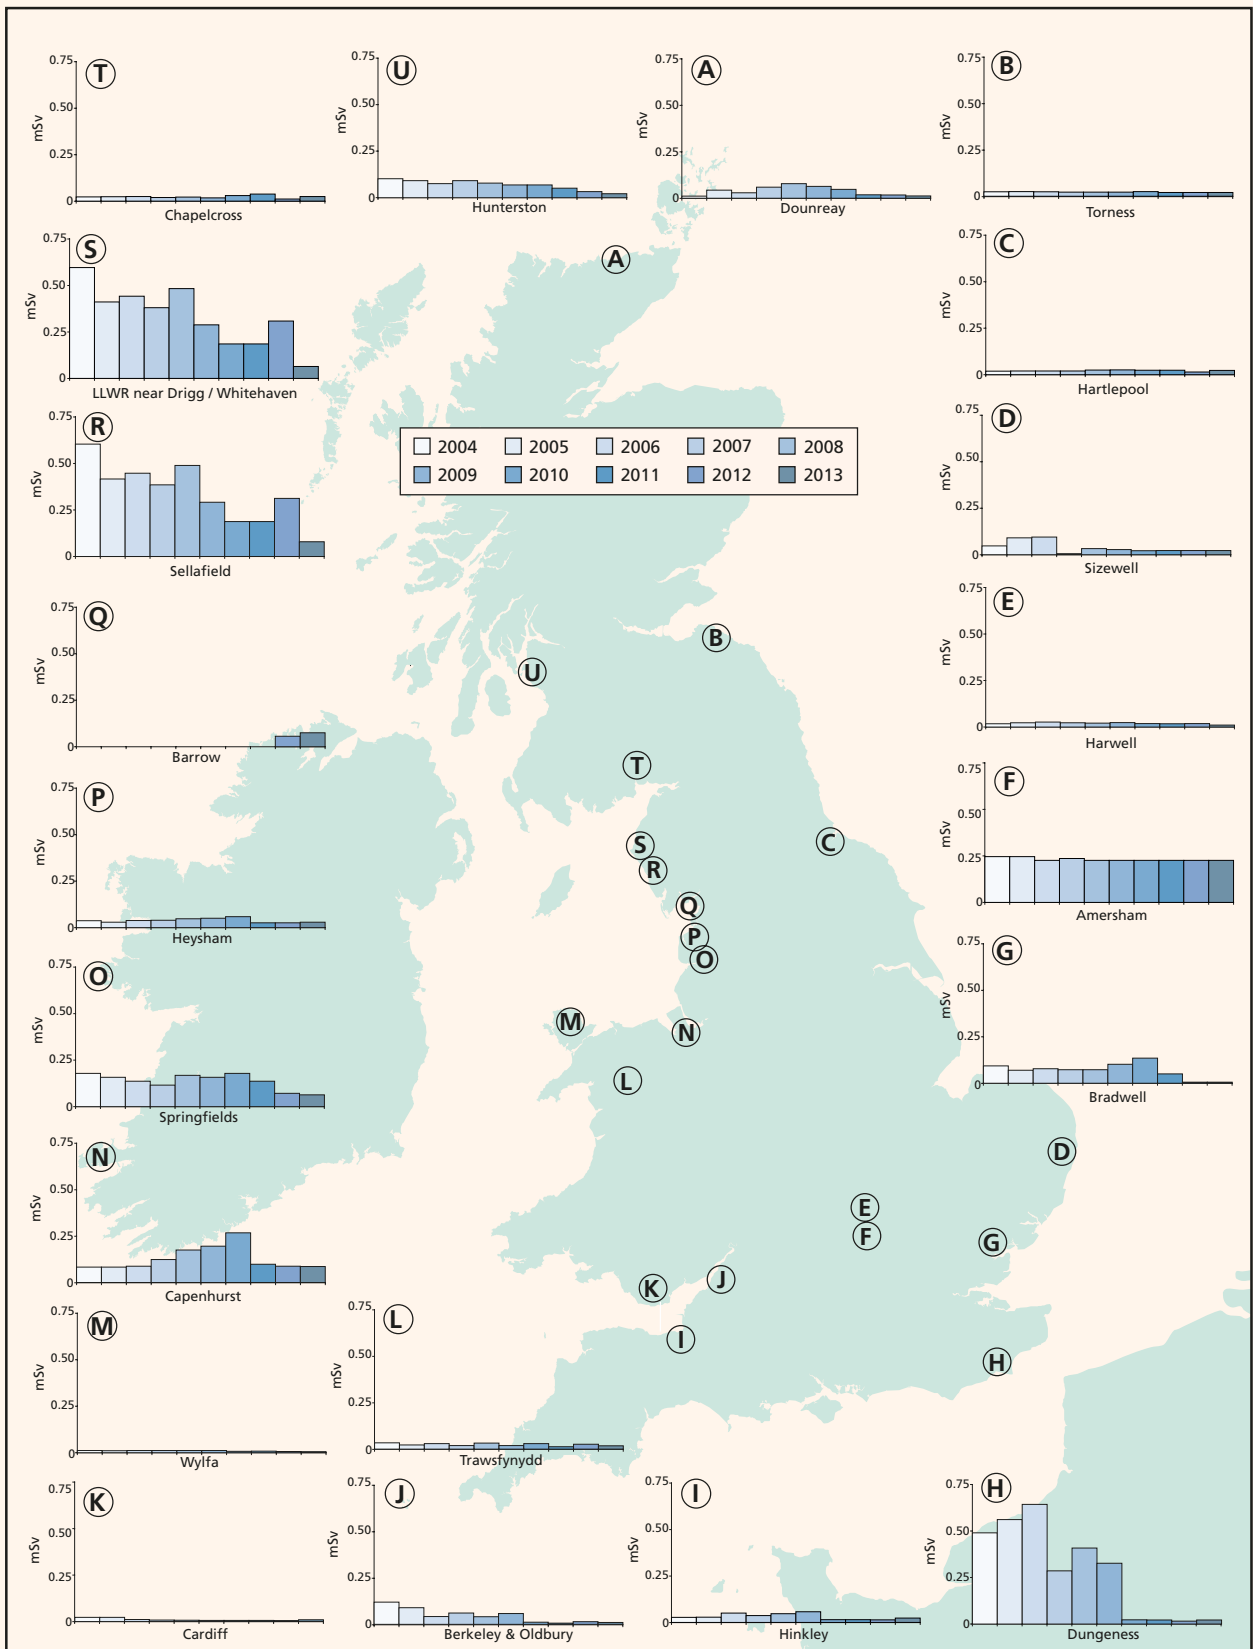 T
0.75
0.50
0.25
0
mSv
Chapelcross
U
0.75
0.50
0.25
0
mSv
Hunterston
A
0.75
0.50
0.25
0
mSv
Dounreay
B
0.75
0.50
0.25
0
mSv
Torness
S
0.75
0.50
0.25
0
mSv
LLWR near Drigg / Whitehaven
C
0.75
0.50
0.25
0
mSv
Hartlepool
R
0.75
0.50
0.25
0
mSv
Sellafield
2004 2005 2006 2007 2008
2009 2010 2011 2012 2013
D
0.75
0.50
0.25
0
mSv
Sizewell
Q
0.75
0.50
0.25
0
mSv
Barrow
E
0.75
0.50
0.25
0
mSv
Harwell
P
0.75
0.50
0.25
0
mSv
Heysham
F
0.75
0.50
0.25
0
mSv
Amersham
O
0.75
0.50
0.25
0
mSv
Springfields
G
0.75
0.50
0.25
0
mSv
Bradwell
N
0.75
0.50
0.25
0
mSv
Capenhurst
M
0.75
0.50
0.25
0
mSv
Wylfa
L
0.75
0.50
0.25
0
mSv
Trawsfynydd
K
0.75
0.50
0.25
0
mSv
Cardiff
J
0.75
0.50
0.25
0
mSv
Berkeley & Oldbury
I
0.75
0.50
0.25
0
mSv
Hinkley
H
0.75
0.50
0.25
0
mSv
Dungeness
A
B
U
T
S
C
R
Q
P
O
M
N
L
D
E
F
G
J
K
I
H